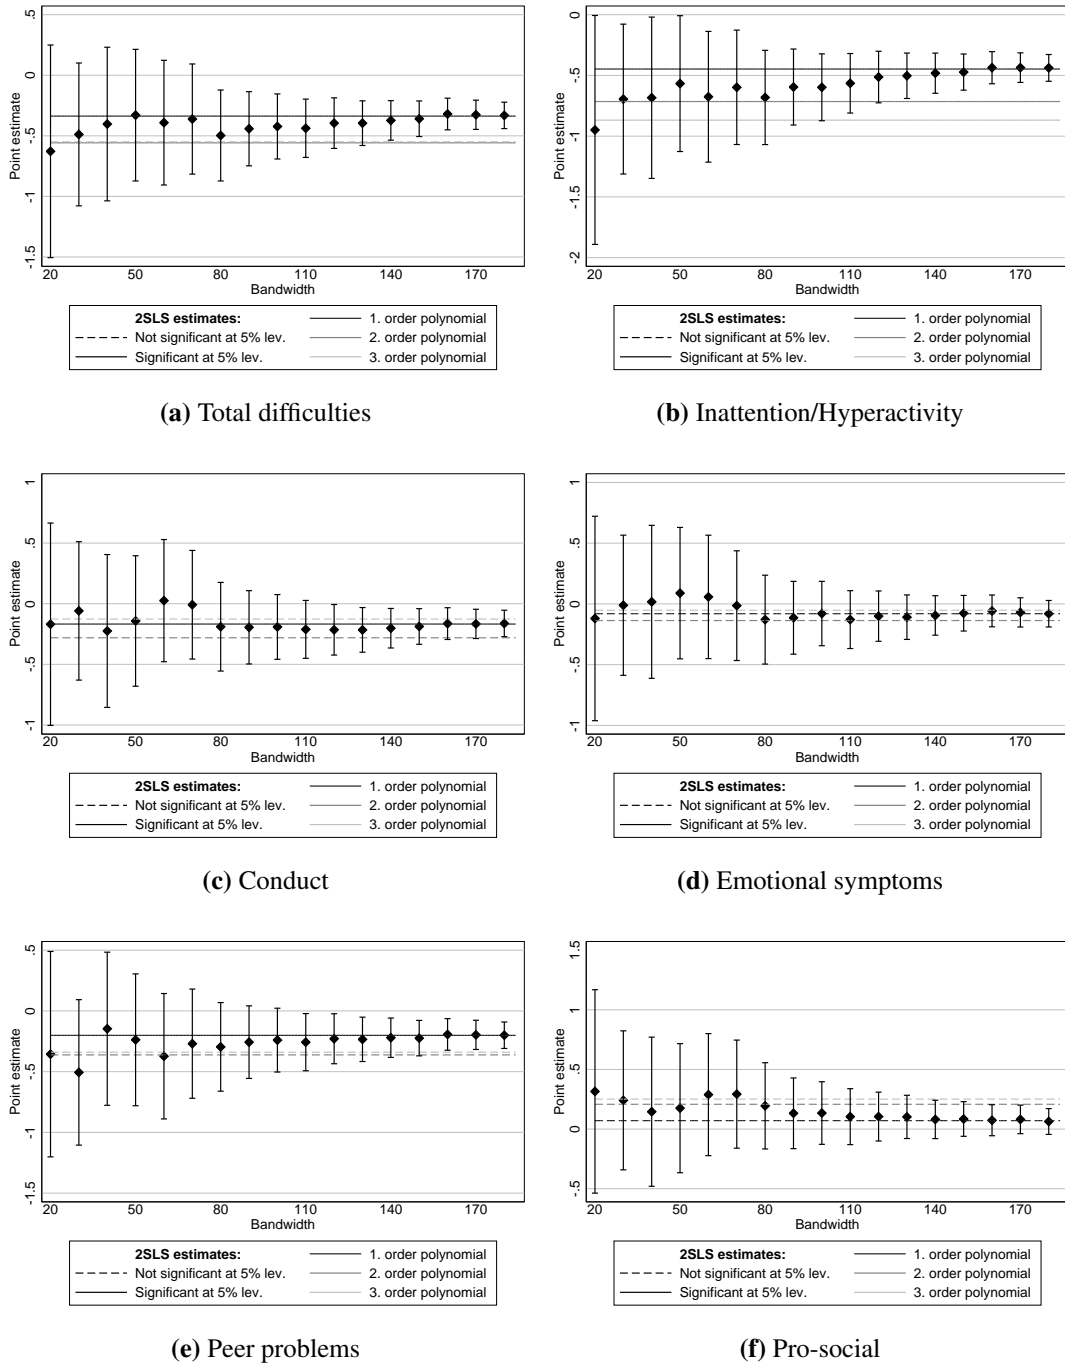 .5
0
-.5
-1
-1.5
Point estimate
20 50 80 110 140 170
Bandwidth
2SLS estimates:
Not significant at 5% lev.
Significant at 5% lev.
1. order polynomial
2. order polynomial
3. order polynomial
(a) Total difficulties
0
-.5
-1
-1.5
-2
Point estimate
20 50 80 110 140 170
Bandwidth
2SLS estimates:
Not significant at 5% lev.
Significant at 5% lev.
1. order polynomial
2. order polynomial
3. order polynomial
(b) Inattention/Hyperactivity
1
.5
0
-.5
-1
Point estimate
20 50 80 110 140 170
Bandwidth
2SLS estimates:
Not significant at 5% lev.
Significant at 5% lev.
1. order polynomial
2. order polynomial
3. order polynomial
(c) Conduct
1
.5
0
-.5
-1
Point estimate
20 50 80 110 140 170
Bandwidth
2SLS estimates:
Not significant at 5% lev.
Significant at 5% lev.
1. order polynomial
2. order polynomial
3. order polynomial
(d) Emotional symptoms
.5
0
-.5
-1
-1.5
Point estimate
20 50 80 110 140 170
Bandwidth
2SLS estimates:
Not significant at 5% lev.
Significant at 5% lev.
1. order polynomial
2. order polynomial
3. order polynomial
(e) Peer problems
1.5
1
.5
0
-.5
Point estimate
20 50 80 110 140 170
Bandwidth
2SLS estimates:
Not significant at 5% lev.
Significant at 5% lev.
1. order polynomial
2. order polynomial
3. order polynomial
(f) Pro-social